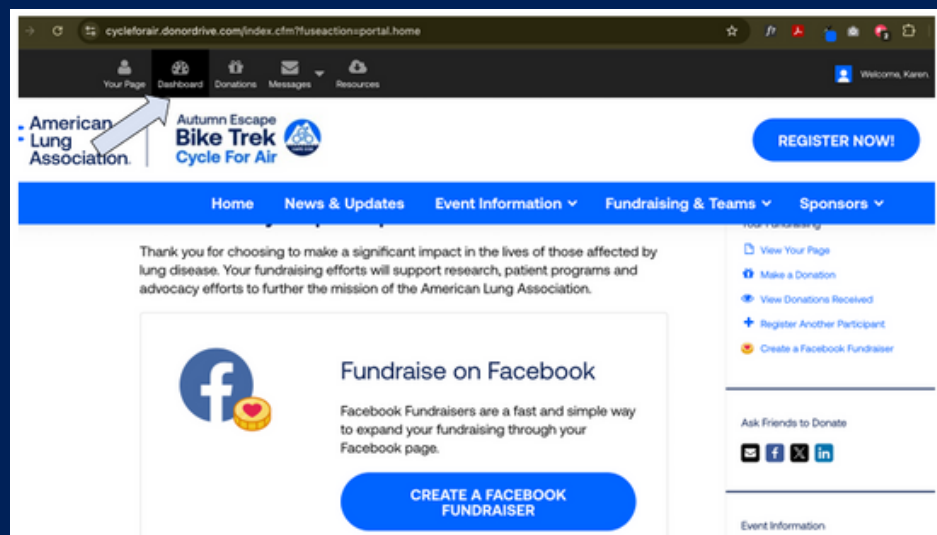 cycleforair.donordrive.com/index.cfm?fuseaction=portal.home
Your Page Dashboard Donations Messages Resources
Welcome, Karen.
American
Lung
Association.
Autumn Escape
Bike Trek
Cycle For Air
REGISTER NOW!
Home News & Updates Event Information Fundraising & Teams Sponsors
Thank you for choosing to make a significant impact in the lives of those affected by
lung disease. Your fundraising efforts will support research, patient programs and
advocacy efforts to further the mission of the American Lung Association.
Fundraise on Facebook
Facebook Fundraisers are a fast and simple way
to expand your fundraising through your
Facebook page.
CREATE A FACEBOOK
FUNDRAISER
Your Fundraising
View Your Page
Make a Donation
View Donations Received
Register Another Participant
Create a Facebook Fundraiser
Ask Friends to Donate
Event Information